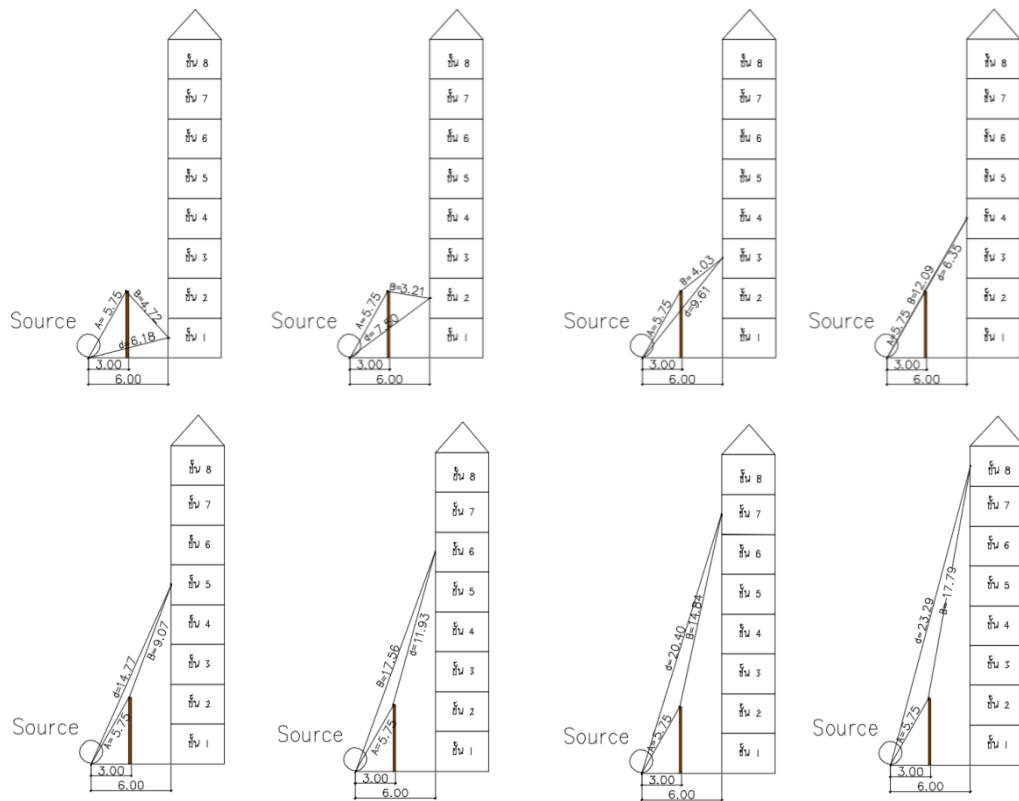 ชั้น 8
ชั้น 7
ชั้น 6
ชั้น 5
ชั้น 4
ชั้น 3
ชั้น 2
ชั้น 1
Source
A= 5.75
B=4.72
d=6.18
3.00
6.00
ชั้น 8
ชั้น 7
ชั้น 6
ชั้น 5
ชั้น 4
ชั้น 3
ชั้น 2
ชั้น 1
Source
A= 5.75
B=3.21
d=7.50
3.00
6.00
ชั้น 8
ชั้น 7
ชั้น 6
ชั้น 5
ชั้น 4
ชั้น 3
ชั้น 2
ชั้น 1
Source
A=5.75
B=4.03
d=9.61
3.00
6.00
ชั้น 8
ชั้น 7
ชั้น 6
ชั้น 5
ชั้น 4
ชั้น 3
ชั้น 2
ชั้น 1
Source
A=5.75
B=12.09
d=6.35
3.00
6.00
ชั้น 8
ชั้น 7
ชั้น 6
ชั้น 5
ชั้น 4
ชั้น 3
ชั้น 2
ชั้น 1
Source
d=14.77
B=9.07
A=5.75
3.00
6.00
ชั้น 8
ชั้น 7
ชั้น 6
ชั้น 5
ชั้น 4
ชั้น 3
ชั้น 2
ชั้น 1
Source
B=17.56
d=11.93
A=5.75
3.00
6.00
ชั้น 8
ชั้น 7
ชั้น 6
ชั้น 5
ชั้น 4
ชั้น 3
ชั้น 2
ชั้น 1
Source
d=20.40
B=14.84
A=5.75
3.00
6.00
ชั้น 8
ชั้น 7
ชั้น 6
ชั้น 5
ชั้น 4
ชั้น 3
ชั้น 2
ชั้น 1
Source
d=23.29
B=17.79
A=5.75
3.00
6.00